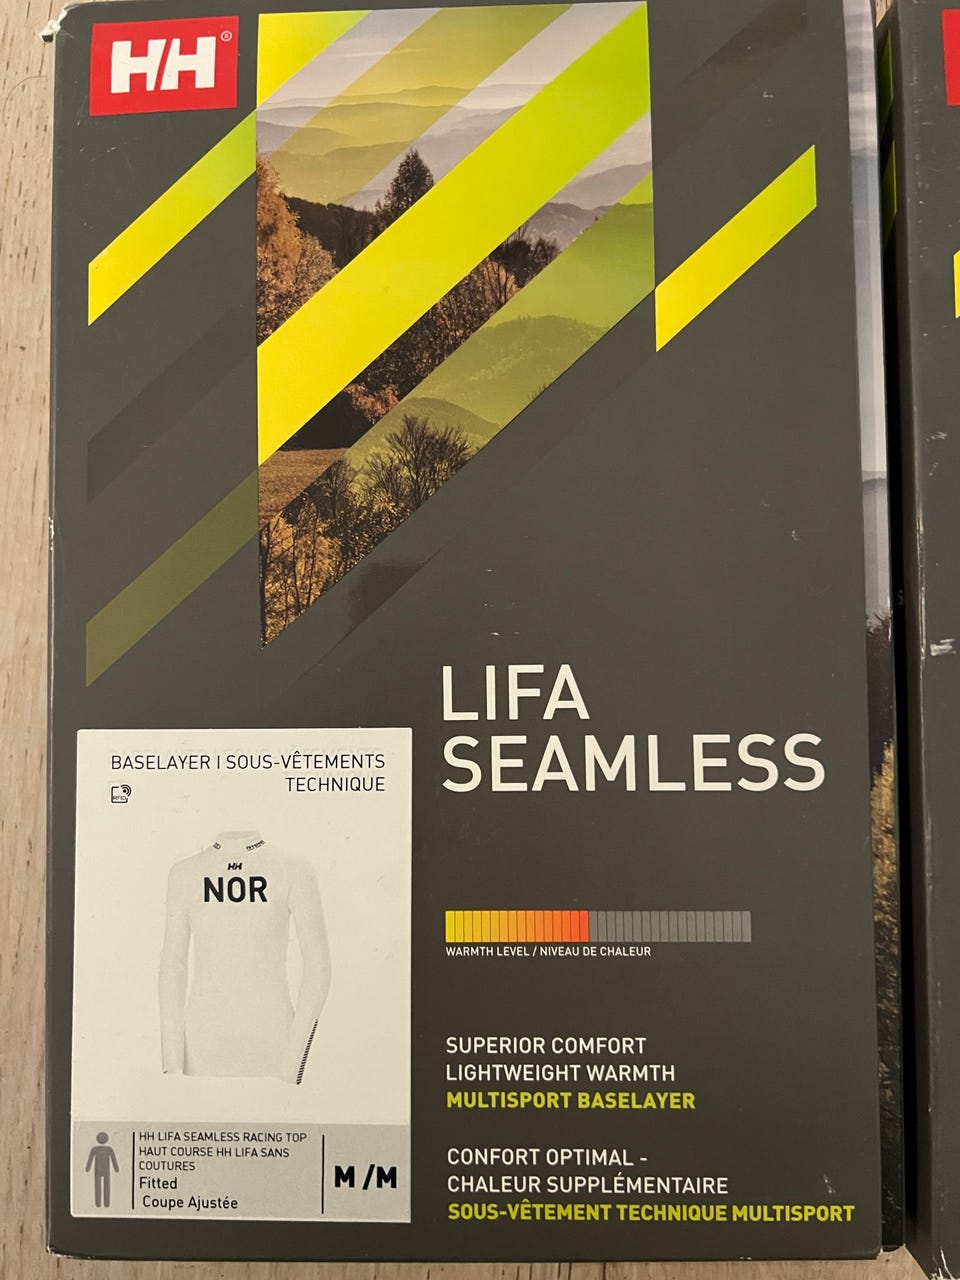 HH®
LIFA
SEAMLESS
BASELAYER | SOUS-VÊTEMENTS
TECHNIQUE
RFID
HH
NOR
WARMTH LEVEL / NIVEAU DE CHALEUR
SUPERIOR COMFORT
LIGHTWEIGHT WARMTH
MULTISPORT BASELAYER
CONFORT OPTIMAL -
CHALEUR SUPPLÉMENTAIRE
SOUS-VÊTEMENT TECHNIQUE MULTISPORT
HH LIFA SEAMLESS RACING TOP
HAUT COURSE HH LIFA SANS
COUTURES
Fitted
Coupe Ajustée
M /M